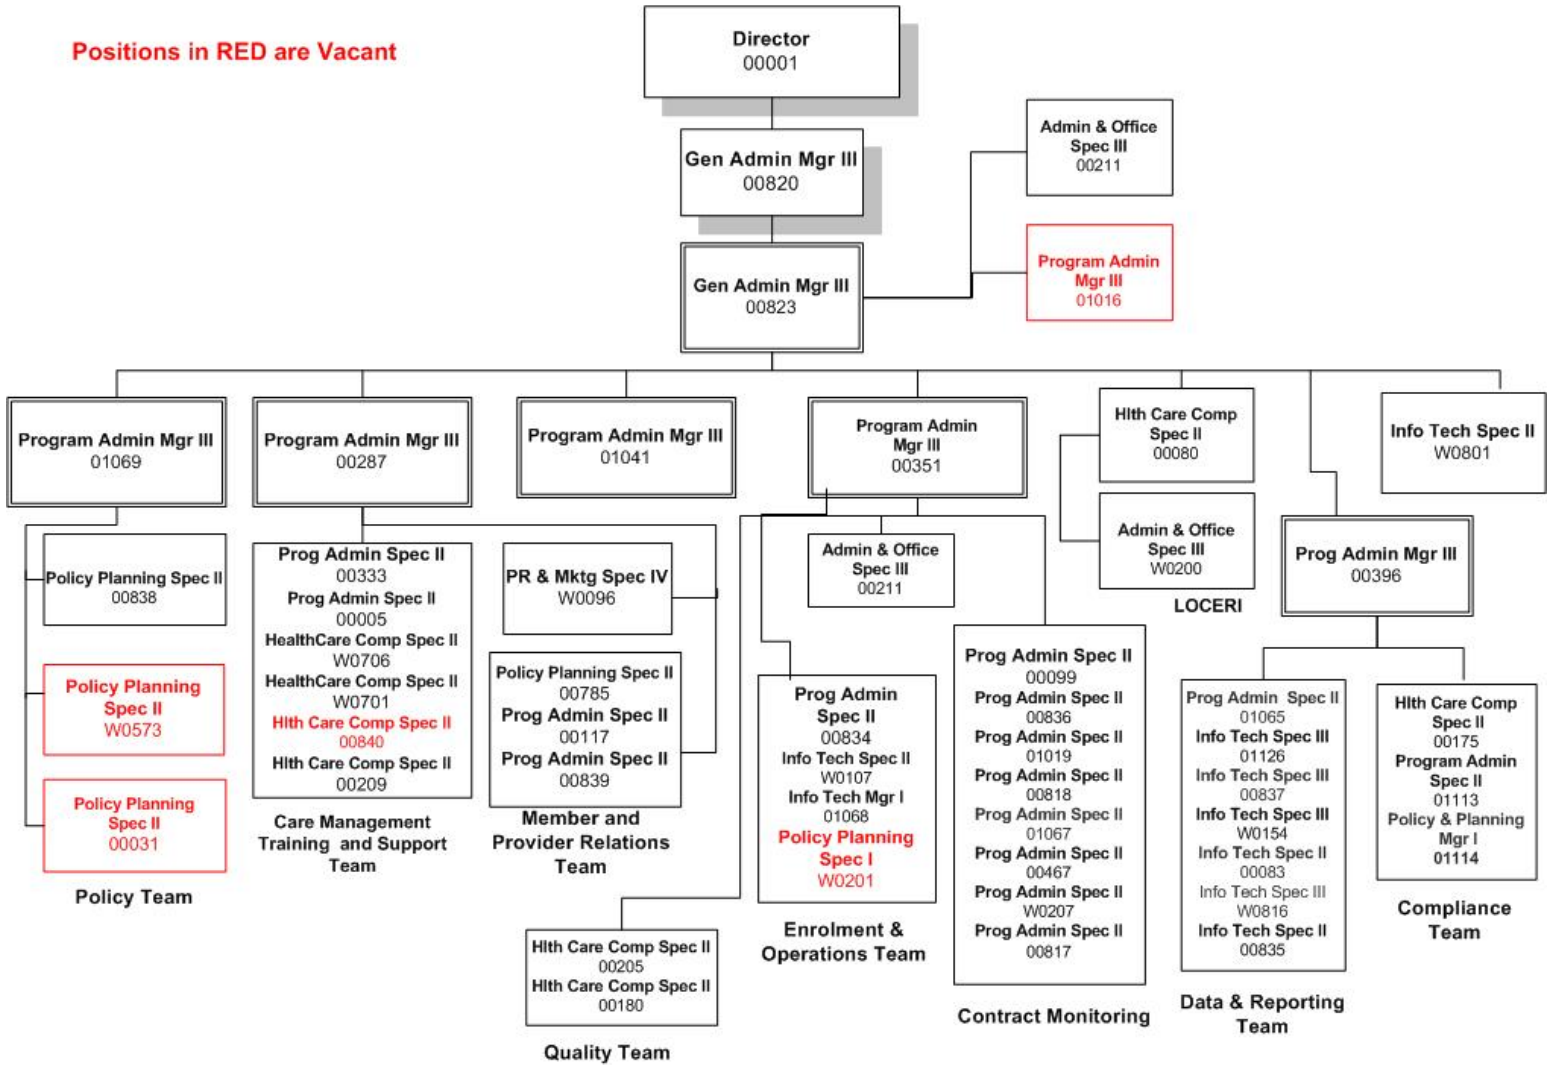 Positions in RED are Vacant
Director
00001
Gen Admin Mgr III
00820
Admin & Office
Spec III
00211
Gen Admin Mgr III
00823
Program Admin
Mgr III
01016
Program Admin Mgr III
01069
Program Admin Mgr III
00287
Program Admin Mgr III
01041
Program Admin
Mgr III
00351
Hlth Care Comp
Spec II
00080
Info Tech Spec II
W0801
Admin & Office
Spec III
W0200
LOCERI
Prog Admin Mgr III
00396
Policy Planning Spec II
00838
Policy Planning
Spec II
W0573
Policy Planning
Spec II
00031
Policy Team
Prog Admin Spec II
00333
Prog Admin Spec II
00005
HealthCare Comp Spec II
W0706
HealthCare Comp Spec II
W0701
Hlth Care Comp Spec II
00840
Hlth Care Comp Spec II
00209
Care Management
Training and Support
Team
PR & Mktg Spec IV
W0096
Policy Planning Spec II
00785
Prog Admin Spec II
00117
Prog Admin Spec II
00839
Member and
Provider Relations
Team
Hlth Care Comp Spec II
00205
Hlth Care Comp Spec II
00180
Quality Team
Admin & Office
Spec III
00211
Prog Admin
Spec II
00834
Info Tech Spec II
W0107
Info Tech Mgr I
01068
Policy Planning
Spec I
W0201
Enrolment &
Operations Team
Prog Admin Spec II
00099
Prog Admin Spec II
00836
Prog Admin Spec II
01019
Prog Admin Spec II
00818
Prog Admin Spec II
01067
Prog Admin Spec II
00467
Prog Admin Spec II
W0207
Prog Admin Spec II
00817
Contract Monitoring
Prog Admin Spec II
01065
Info Tech Spec III
01126
Info Tech Spec III
00837
Info Tech Spec III
W0154
Info Tech Spec II
00083
Info Tech Spec III
W0816
Info Tech Spec II
00835
Data & Reporting
Team
Hlth Care Comp
Spec II
00175
Program Admin
Spec II
01113
Policy & Planning
Mgr I
01114
Compliance
Team